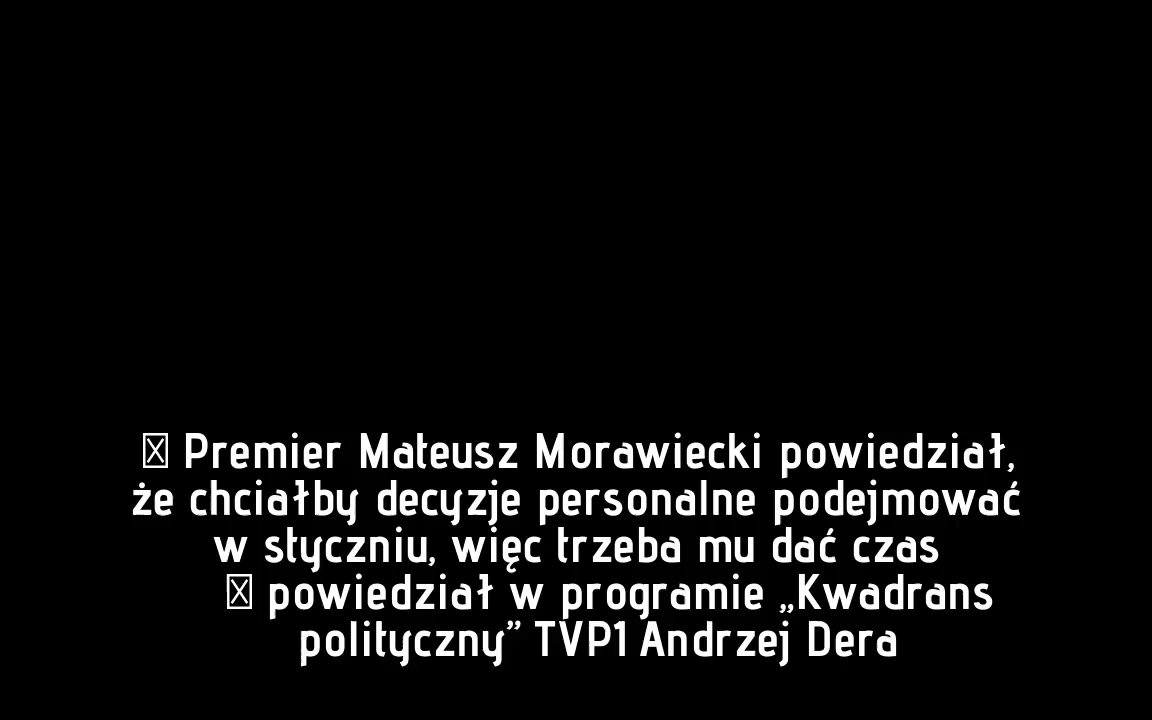 Premier Mateusz Morawiecki powiedział,
że chciałby decyzje personalne podejmować
w styczniu, więc trzeba mu dać czas
powiedział w programie „Kwadrans
polityczny” TVP1 Andrzej Dera